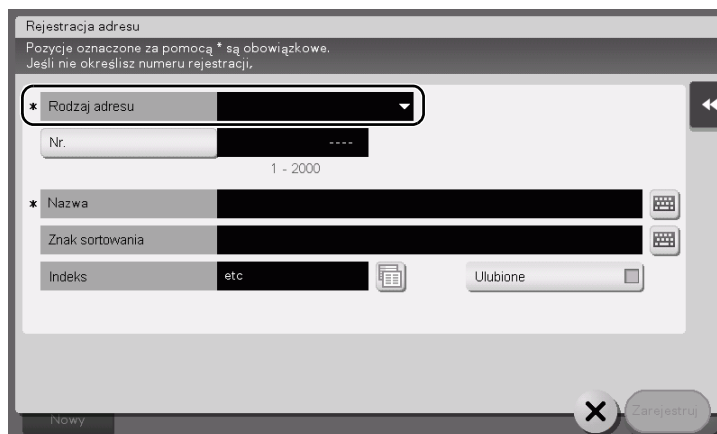 Rejestracja adresu
Pozycje oznaczone za pomocą * są obowiązkowe.
Jeśli nie określisz numeru rejestracji,
* Rodzaj adresu
Nr. ----
1 - 2000
* Nazwa
Znak sortowania
Indeks etc Ulubione
Zarejestruj
Nowy